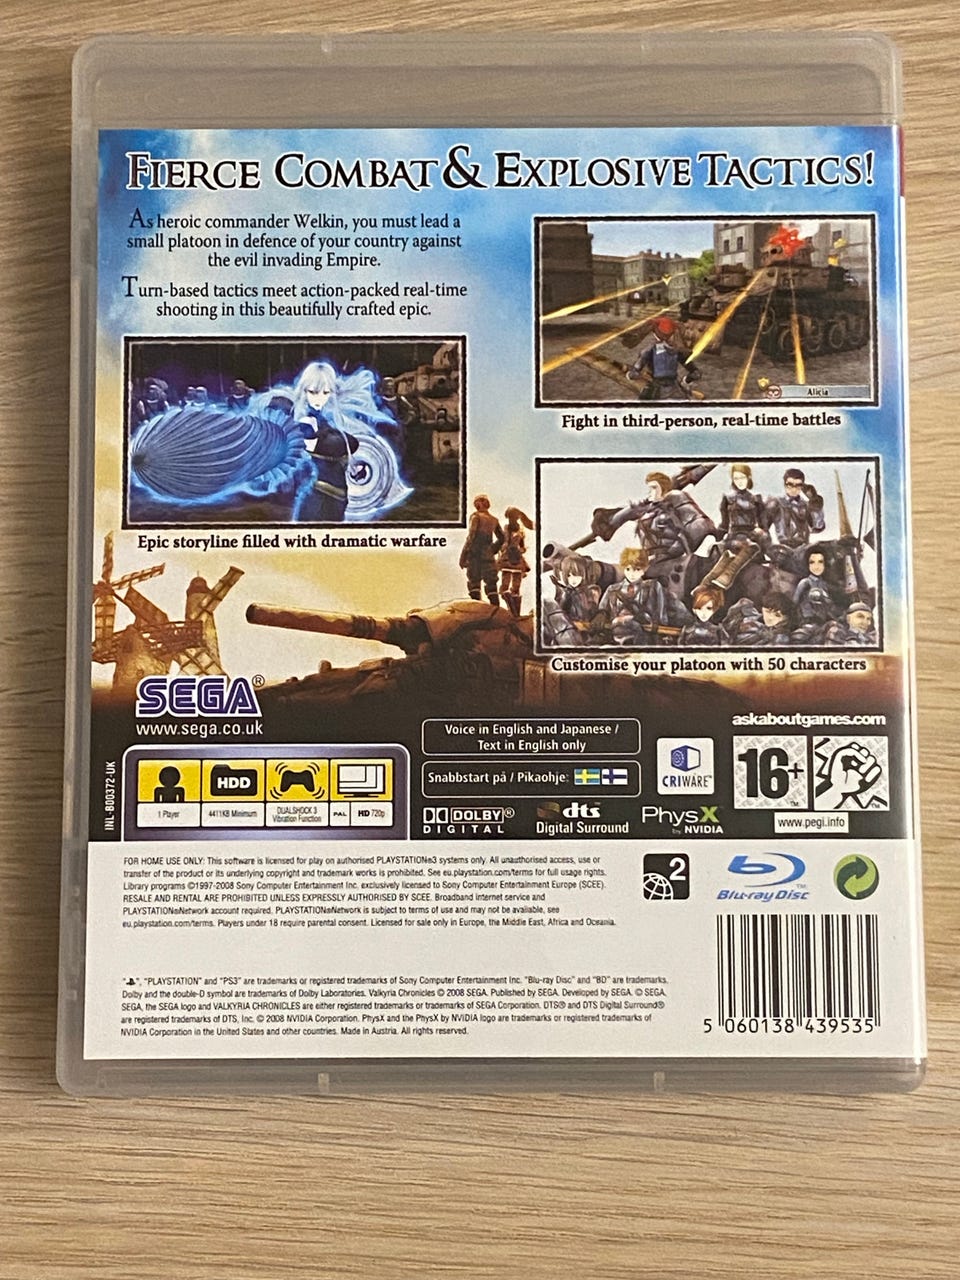 FIERCE COMBAT & EXPLOSIVE TACTICS!
As heroic commander Welkin, you must lead a
small platoon in defence of your country against
the evil invading Empire.
Turn-based tactics meet action-packed real-time
shooting in this beautifully crafted epic.
Alicia
Fight in third-person, real-time battles
Epic storyline filled with dramatic warfare
Customise your platoon with 50 characters
SEGA®
www.sega.co.uk
askaboutgames.com
Voice in English and Japanese /
Text in English only
Snabbstart på / Pikaohje:
CRIWARE™
16+
™
www.pegi.info
INL-B00372-UK
HDD
1 Player
4411KB Minimum
DUALSHOCK 3
Vibration Function
PAL
HD 720p
DOLBY®
DIGITAL
dts™
Digital Surround
PhysX™
by NVIDIA
FOR HOME USE ONLY: This software is licensed for play on authorised PLAYSTATION®3 systems only. All unauthorised access, use or
transfer of the product or its underlying copyright and trademark works is prohibited. See eu.playstation.com/terms for full usage rights.
Library programs ©1997-2008 Sony Computer Entertainment Inc. exclusively licensed to Sony Computer Entertainment Europe (SCEE).
RESALE AND RENTAL ARE PROHIBITED UNLESS EXPRESSLY AUTHORISED BY SCEE. Broadband internet service and
PLAYSTATION®Network account required. PLAYSTATION®Network is subject to terms of use and may not be available, see
eu.playstation.com/terms. Players under 18 require parental consent. Licensed for sale only in Europe, the Middle East, Africa and Oceania.
2
Blu-ray Disc™
" ", "PLAYSTATION" and "PS3" are trademarks or registered trademarks of Sony Computer Entertainment Inc. "Blu-ray Disc" and "BD" are trademarks.
Dolby and the double-D symbol are trademarks of Dolby Laboratories. Valkyria Chronicles © 2008 SEGA. Published by SEGA. Developed by SEGA. © SEGA.
SEGA, the SEGA logo and VALKYRIA CHRONICLES are either registered trademarks or trademarks of SEGA Corporation. DTS® and DTS Digital Surround®
are registered trademarks of DTS, Inc. © 2008 NVIDIA Corporation. PhysX and the PhysX by NVIDIA logo are trademarks or registered trademarks of
NVIDIA Corporation in the United States and other countries. Made in Austria. All rights reserved.
5 060138 439535